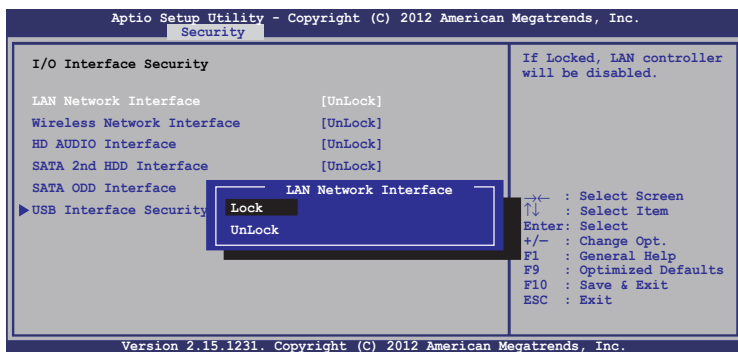 Aptio Setup Utility - Copyright (C) 2012 American Megatrends, Inc.
Security
I/O Interface Security
LAN Network Interface [UnLock]
Wireless Network Interface [UnLock]
HD AUDIO Interface [UnLock]
SATA 2nd HDD Interface [UnLock]
SATA ODD Interface
USB Interface Security
LAN Network Interface
Lock
UnLock
If Locked, LAN controller
will be disabled.
→← : Select Screen
↑↓ : Select Item
Enter: Select
+/— : Change Opt.
F1 : General Help
F9 : Optimized Defaults
F10 : Save & Exit
ESC : Exit
Version 2.15.1231. Copyright (C) 2012 American Megatrends, Inc.